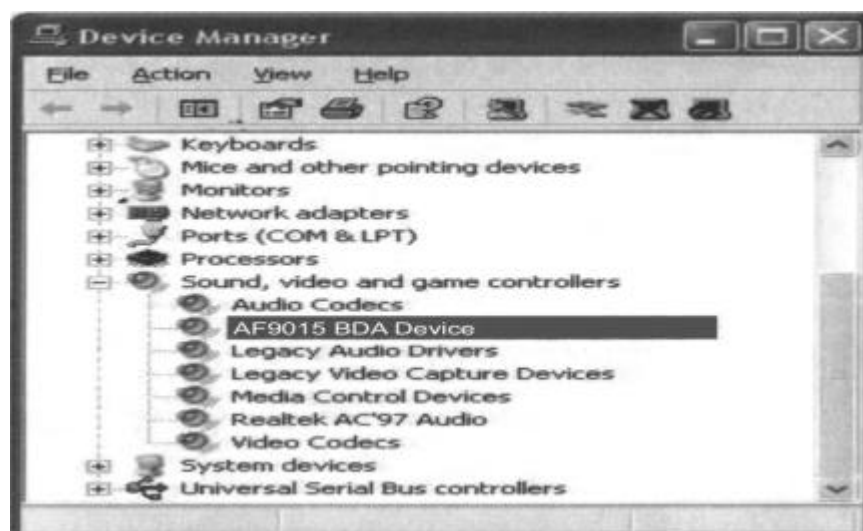 Device Manager
File Action View Help
Keyboards
Mice and other pointing devices
Monitors
Network adapters
Ports (COM & LPT)
Processors
Sound, video and game controllers
Audio Codecs
AF9015 BDA Device
Legacy Audio Drivers
Legacy Video Capture Devices
Media Control Devices
Realtek AC'97 Audio
Video Codecs
System devices
Universal Serial Bus controllers